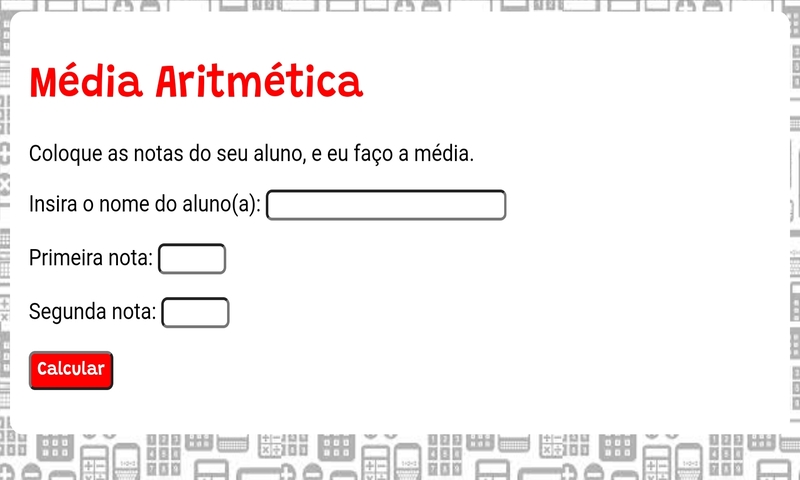 Média Aritmética
Coloque as notas do seu aluno, e eu faço a média.
Insira o nome do aluno(a):
Primeira nota:
Segunda nota:
Calcular